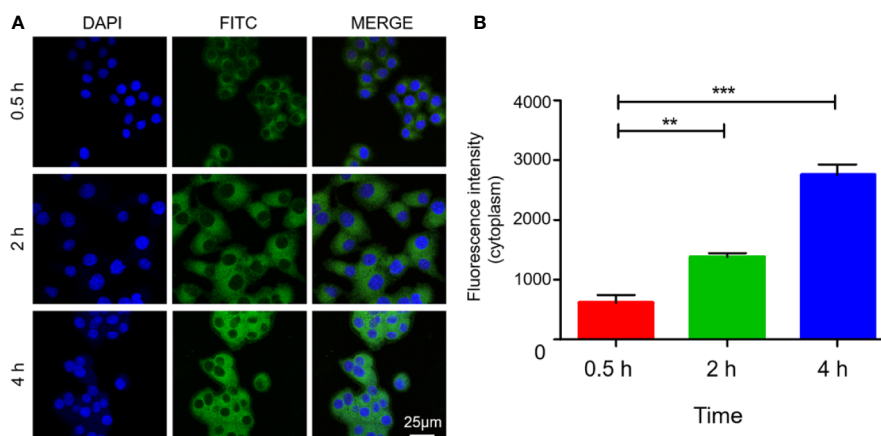 A
DAPI FITC MERGE
0.5 h
2 h
4 h
25μm
B
Fluorescence intensity
(cytoplasm)
4000
3000
2000
1000
0
***
**
0.5 h 2 h 4 h
Time